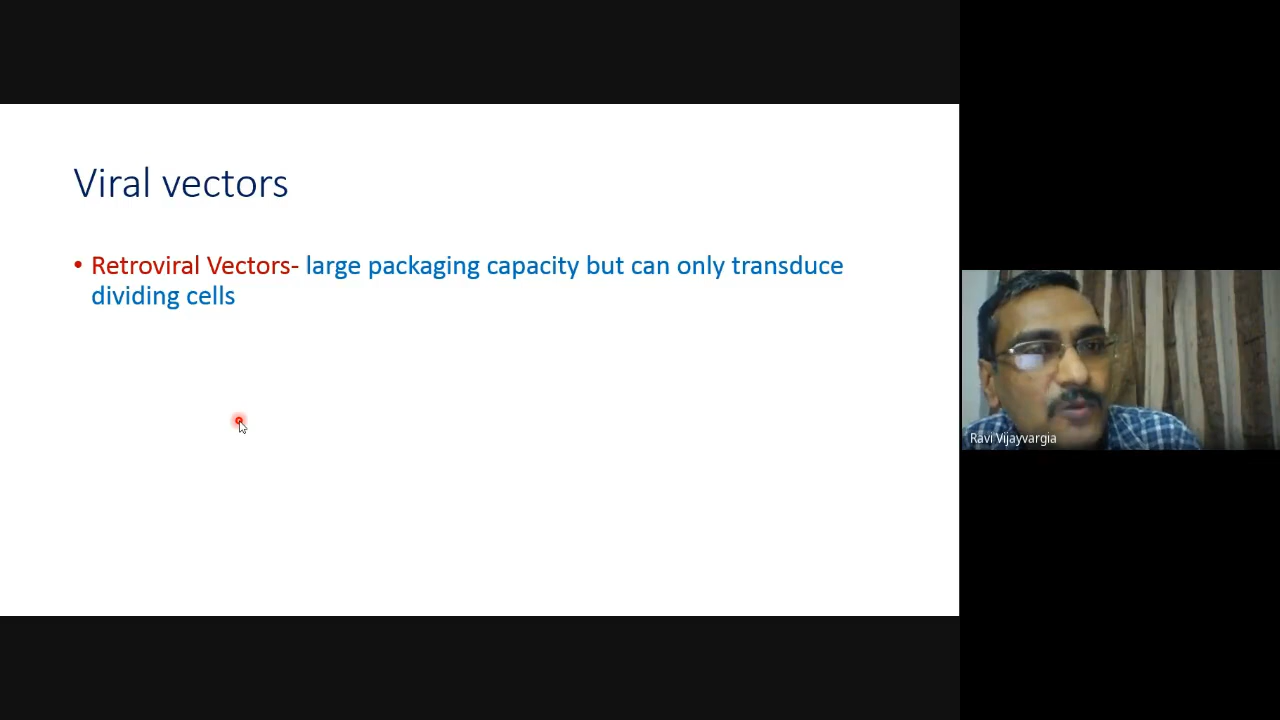 Viral vectors
• Retroviral Vectors- large packaging capacity but can only transduce
dividing cells
Ravi Vijayvargia